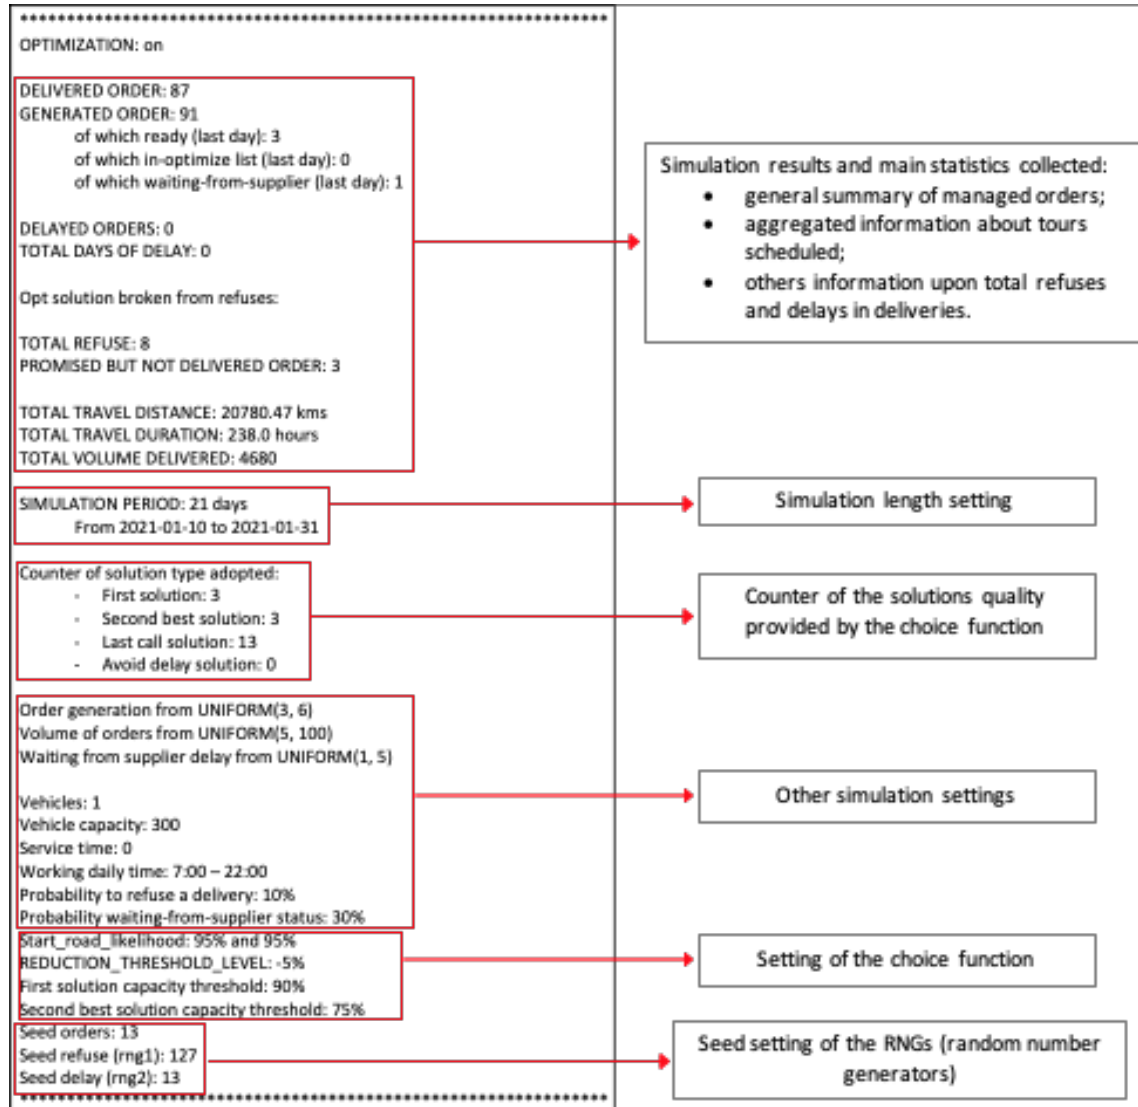 ****************************************************************
OPTIMIZATION: on
DELIVERED ORDER: 87
GENERATED ORDER: 91
of which ready (last day): 3
of which in-optimize list (last day): 0
of which waiting-from-supplier (last day): 1
DELAYED ORDERS: 0
TOTAL DAYS OF DELAY: 0
Opt solution broken from refuses:
TOTAL REFUSE: 8
PROMISED BUT NOT DELIVERED ORDER: 3
TOTAL TRAVEL DISTANCE: 20780.47 kms
TOTAL TRAVEL DURATION: 238.0 hours
TOTAL VOLUME DELIVERED: 4680
Simulation results and main statistics collected:
• general summary of managed orders;
• aggregated information about tours
scheduled;
• others information upon total refuses
and delays in deliveries.
SIMULATION PERIOD: 21 days
From 2021-01-10 to 2021-01-31
Simulation length setting
Counter of solution type adopted:
- First solution: 3
- Second best solution: 3
- Last call solution: 13
- Avoid delay solution: 0
Counter of the solutions quality
provided by the choice function
Order generation from UNIFORM(3, 6)
Volume of orders from UNIFORM(5, 100)
Waiting from supplier delay from UNIFORM(1, 5)
Vehicles: 1
Vehicle capacity: 300
Service time: 0
Working daily time: 7:00 – 22:00
Probability to refuse a delivery: 10%
Probability waiting-from-supplier status: 30%
Other simulation settings
Start_road_likelihood: 95% and 95%
REDUCTION_THRESHOLD_LEVEL: -5%
First solution capacity threshold: 90%
Second best solution capacity threshold: 75%
Setting of the choice function
Seed orders: 13
Seed refuse (rng1): 127
Seed delay (rng2): 13
Seed setting of the RNGs (random number
generators)
****************************************************************